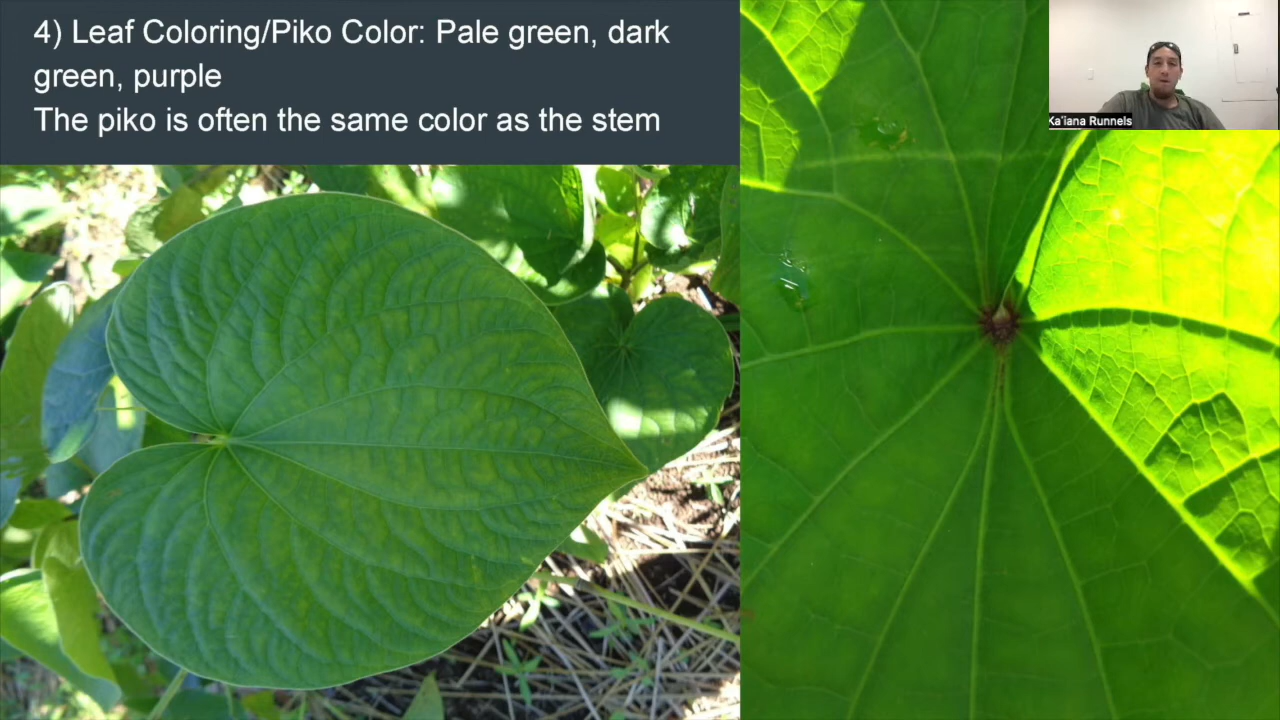 4) Leaf Coloring/Piko Color: Pale green, dark
green, purple
The piko is often the same color as the stem
Ka'iana Runnels